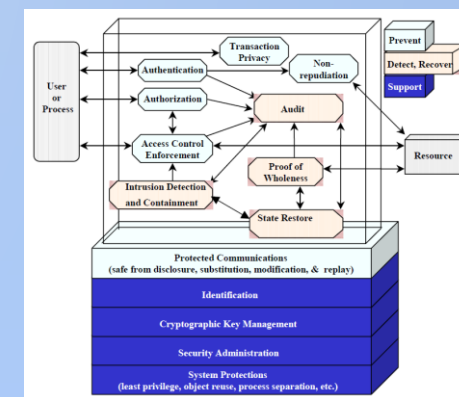 User
or
Process
Transaction
Privacy
Authentication
Non-
repudiation
Authorization
Audit
Access Control
Enforcement
Proof of
Wholeness
Intrusion Detection
and Containment
State Restore
Resource
Prevent
Detect, Recover
Support
Protected Communications
(safe from disclosure, substitution, modification, & replay)
Identification
Cryptographic Key Management
Security Administration
System Protections
(least privilege, object reuse, process separation, etc.)